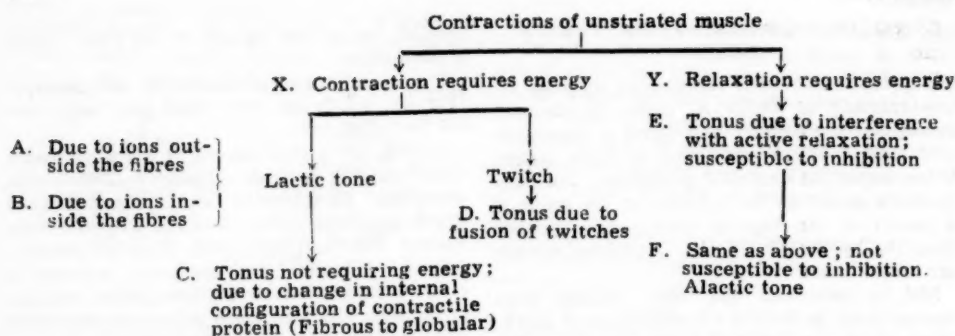 Contractions of unstriated muscle
X. Contraction requires energy
Y. Relaxation requires energy
A. Due to ions out-
side the fibres
B. Due to ions in-
side the fibres
Lactic tone
Twitch
D. Tonus due to
fusion of twitches
C. Tonus not requiring energy;
due to change in internal
configuration of contractile
protein (Fibrous to globular)
E. Tonus due to interference
with active relaxation;
susceptible to inhibition
F. Same as above; not
susceptible to inhibition.
Alactic tone